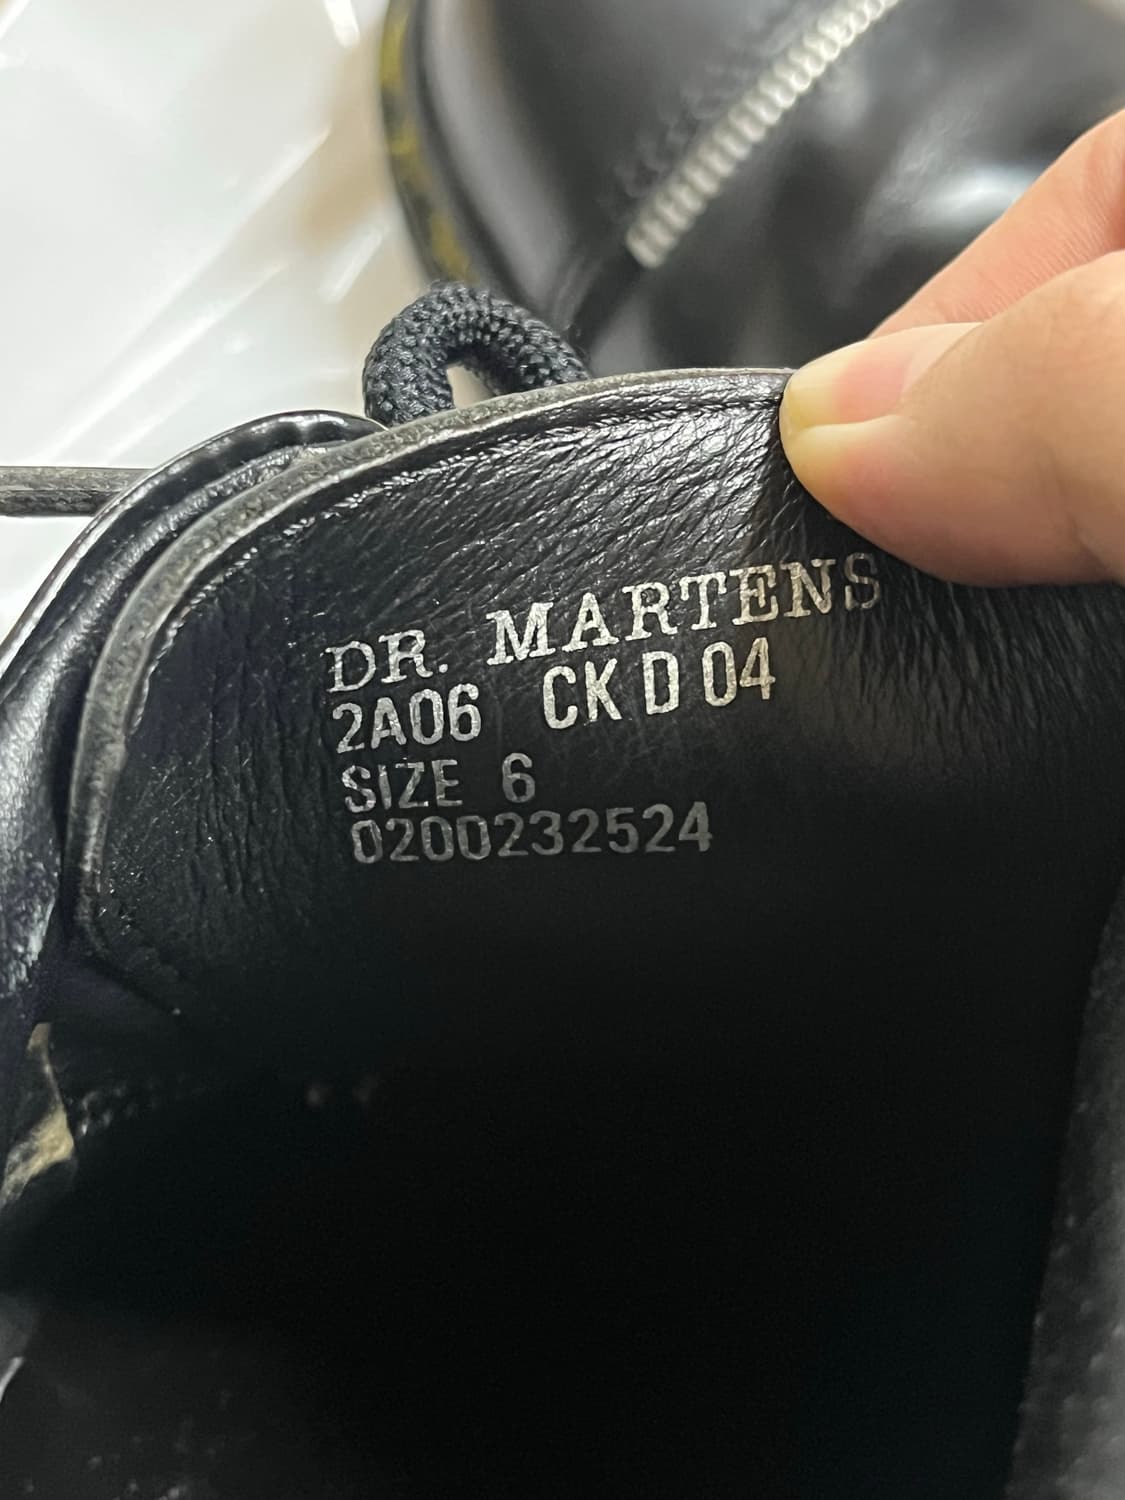 DR. MARTENS
2A06 CK D 04
SIZE 6
0200232524